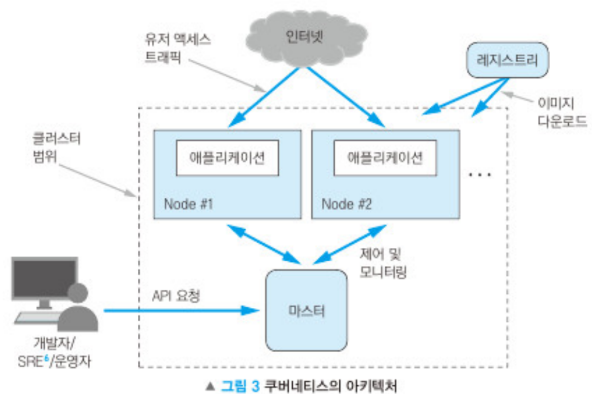 인터넷
유저 액세스
트래픽
레지스트리
이미지
다운로드
클러스터
범위
애플리케이션
Node #1
애플리케이션
Node #2
...
제어 및
모니터링
API 요청
마스터
개발자/
SRE⁶/운영자
▲ 그림 3 쿠버네티스의 아키텍처